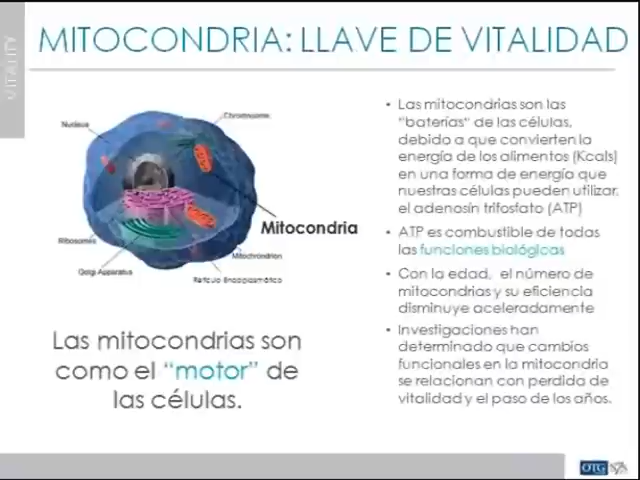 VITALITY
MITOCONDRIA: LLAVE DE VITALIDAD
Chromosome
Nucleus
Mitocondria
Ribosomes
Mitochondrion
Golgi Apparatus
Retículo Endoplasmático
Las mitocondrias son
como el “motor” de
las células.
• Las mitocondrias son las
“baterías” de las células,
debido a que convierten la
energía de los alimentos (Kcals)
en una forma de energía que
nuestras células pueden utilizar,
el adenosín trifosfato (ATP)
• ATP es combustible de todas
las funciones biológicas
• Con la edad, el número de
mitocondrias y su eficiencia
disminuye aceleradamente
• Investigaciones han
determinado que cambios
funcionales en la mitocondria
se relacionan con perdida de
vitalidad y el paso de los años.
OTG